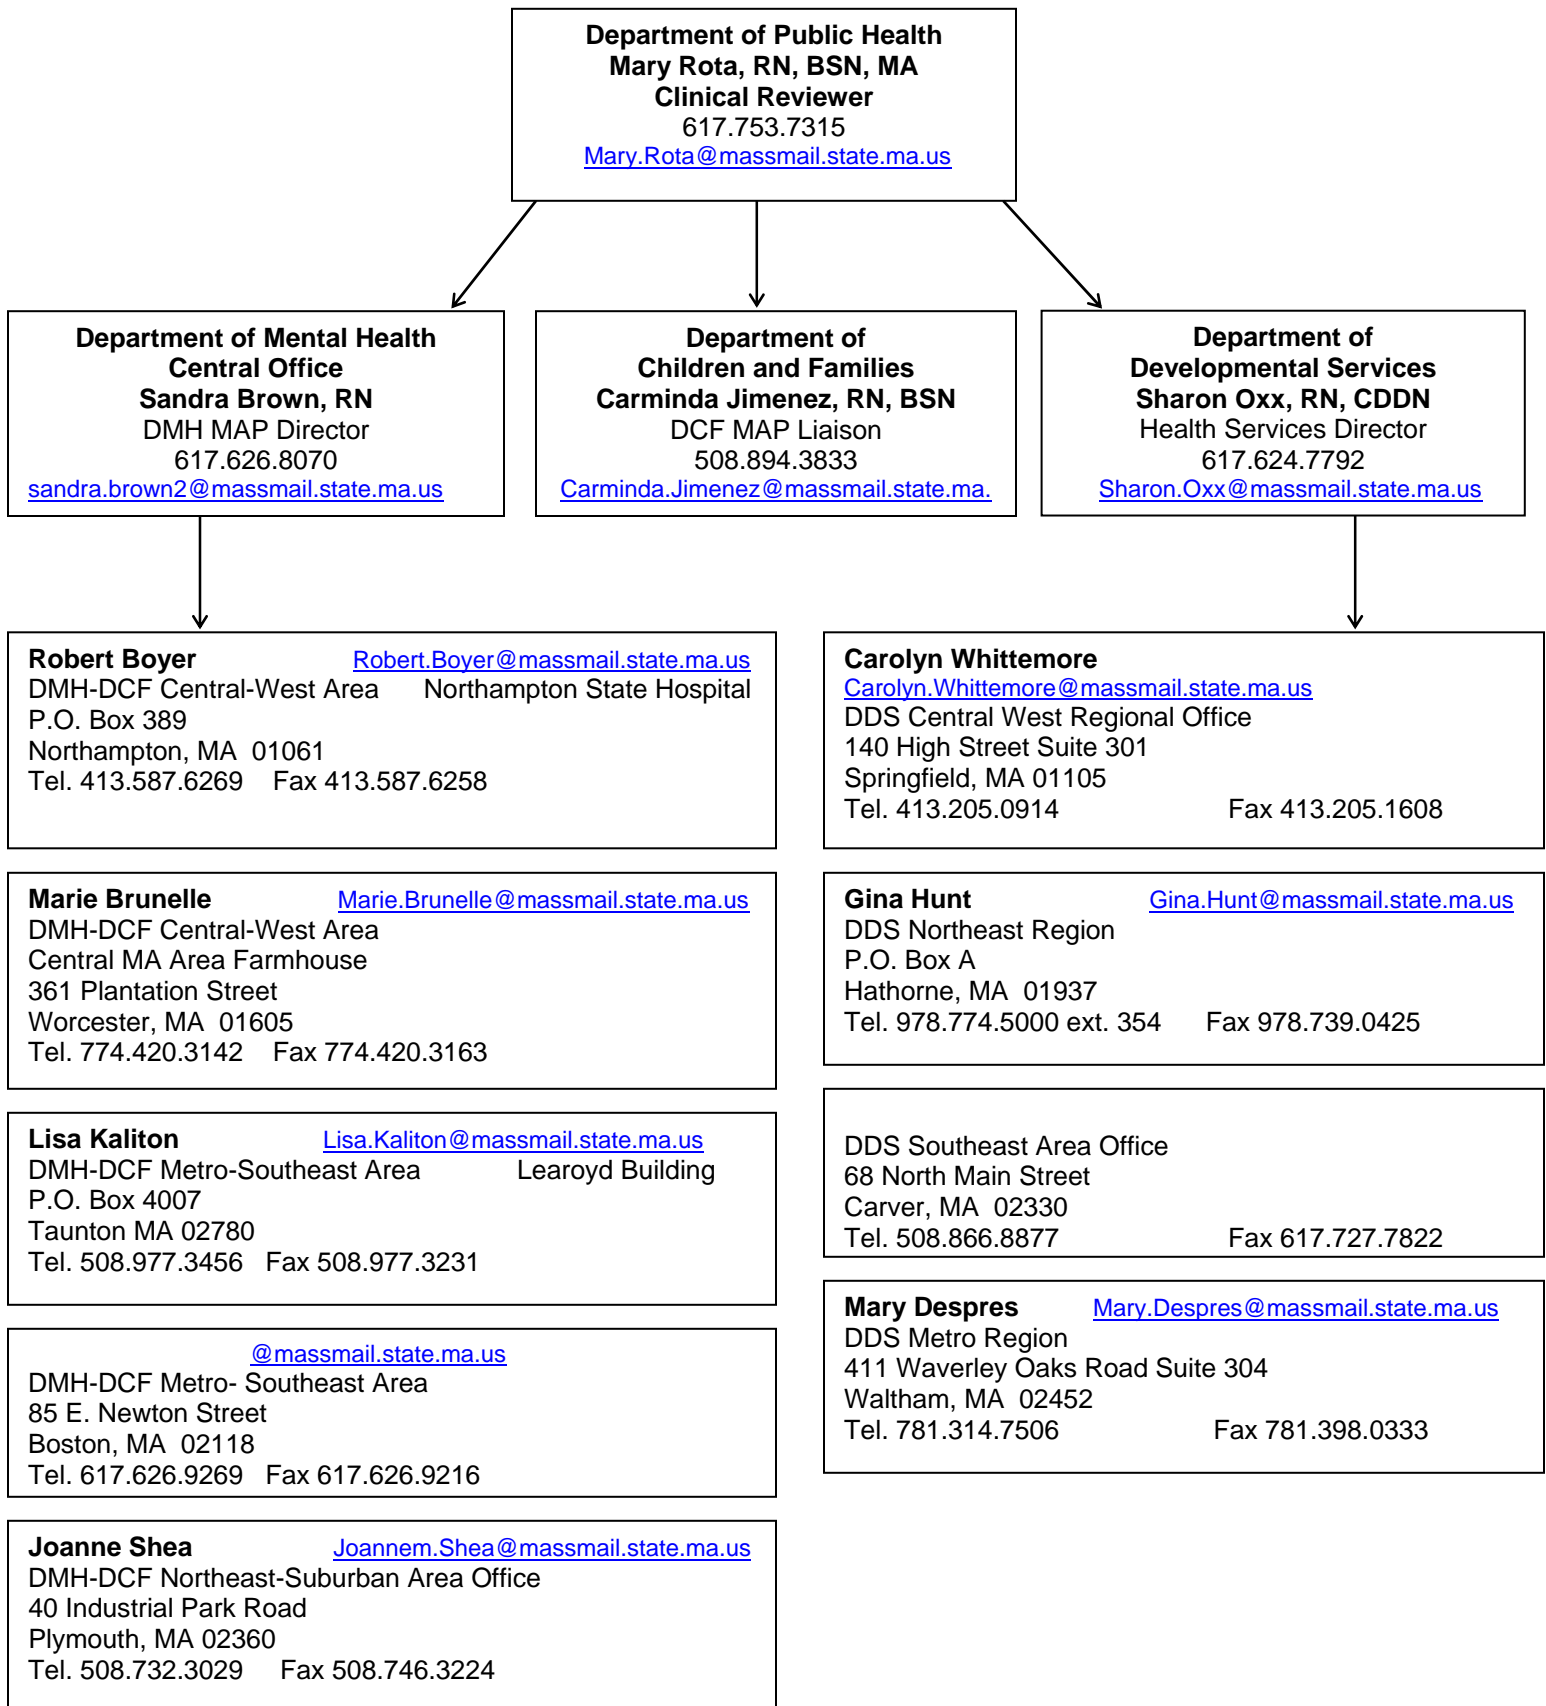 Department of Public Health
Mary Rota, RN, BSN, MA
Clinical Reviewer
617.753.7315
Mary.Rota@massmail.state.ma.us
Department of Mental Health
Central Office
Sandra Brown, RN
DMH MAP Director
617.626.8070
sandra.brown2@massmail.state.ma.us
Department of
Children and Families
Carminda Jimenez, RN, BSN
DCF MAP Liaison
508.894.3833
Carminda.Jimenez@massmail.state.ma.
Department of
Developmental Services
Sharon Oxx, RN, CDDN
Health Services Director
617.624.7792
Sharon.Oxx@massmail.state.ma.us
Robert Boyer Robert.Boyer@massmail.state.ma.us
DMH-DCF Central-West Area Northampton State Hospital
P.O. Box 389
Northampton, MA 01061
Tel. 413.587.6269 Fax 413.587.6258
Marie Brunelle Marie.Brunelle@massmail.state.ma.us
DMH-DCF Central-West Area
Central MA Area Farmhouse
361 Plantation Street
Worcester, MA 01605
Tel. 774.420.3142 Fax 774.420.3163
Lisa Kaliton Lisa.Kaliton@massmail.state.ma.us
DMH-DCF Metro-Southeast Area Learoyd Building
P.O. Box 4007
Taunton MA 02780
Tel. 508.977.3456 Fax 508.977.3231
@massmail.state.ma.us
DMH-DCF Metro- Southeast Area
85 E. Newton Street
Boston, MA 02118
Tel. 617.626.9269 Fax 617.626.9216
Joanne Shea Joannem.Shea@massmail.state.ma.us
DMH-DCF Northeast-Suburban Area Office
40 Industrial Park Road
Plymouth, MA 02360
Tel. 508.732.3029 Fax 508.746.3224
Carolyn Whittemore
Carolyn.Whittemore@massmail.state.ma.us
DDS Central West Regional Office
140 High Street Suite 301
Springfield, MA 01105
Tel. 413.205.0914 Fax 413.205.1608
Gina Hunt Gina.Hunt@massmail.state.ma.us
DDS Northeast Region
P.O. Box A
Hathorne, MA 01937
Tel. 978.774.5000 ext. 354 Fax 978.739.0425
DDS Southeast Area Office
68 North Main Street
Carver, MA 02330
Tel. 508.866.8877 Fax 617.727.7822
Mary Despres Mary.Despres@massmail.state.ma.us
DDS Metro Region
411 Waverley Oaks Road Suite 304
Waltham, MA 02452
Tel. 781.314.7506 Fax 781.398.0333